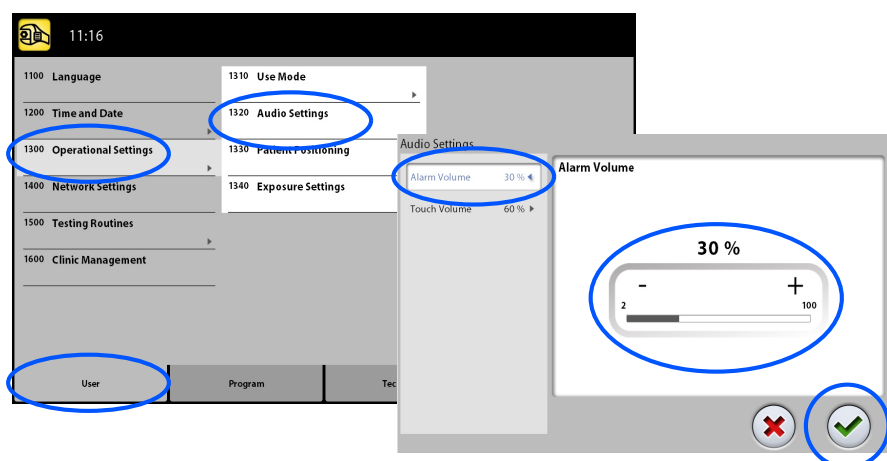 11:16
1100 Language
1200 Time and Date
1300 Operational Settings
1400 Network Settings
1500 Testing Routines
1600 Clinic Management
1310 Use Mode
1320 Audio Settings
1330 Patient Positioning
1340 Exposure Settings
User
Program
Tec
Audio Settings
Alarm Volume 30 %
Touch Volume 60 %
Alarm Volume
30 %
- +
2 100